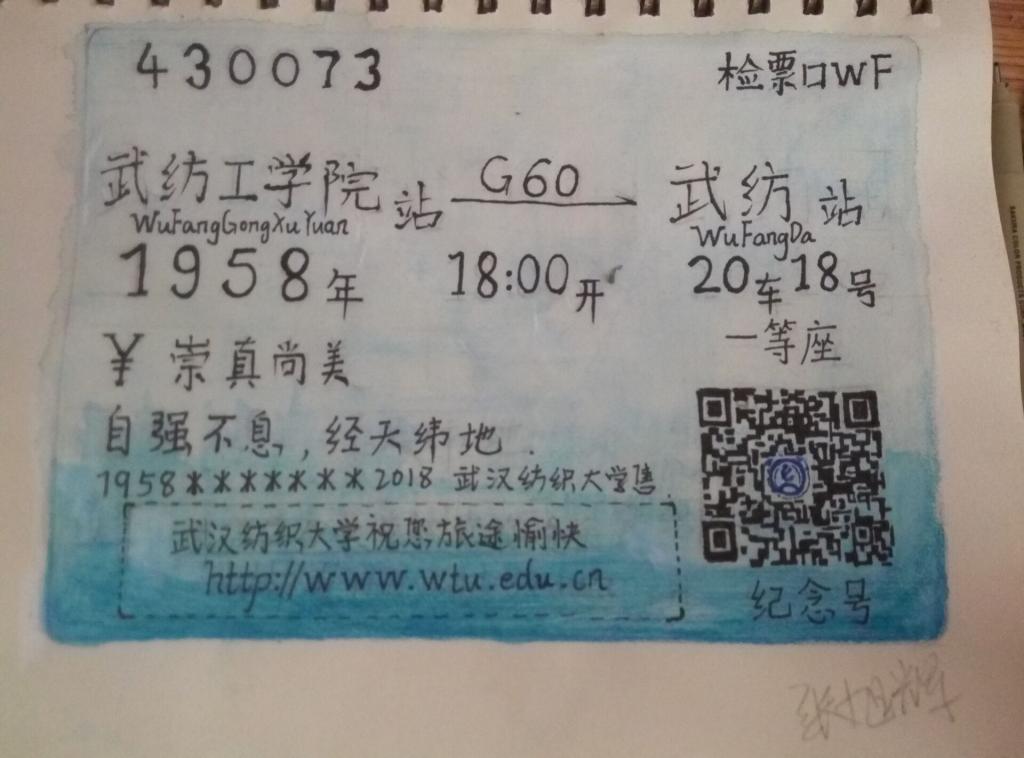 430073 检票口WF
武纺工学院站 G60 武纺站
WuFangGongXuYuan WuFangDa
1958年 18:00开 20车18号
一等座
¥ 崇真尚美
自强不息,经天纬地.
1958*******2018 武汉纺织大学售
武汉纺织大学祝您旅途愉快
http://www.wtu.edu.cn
纪念号
张旭辉